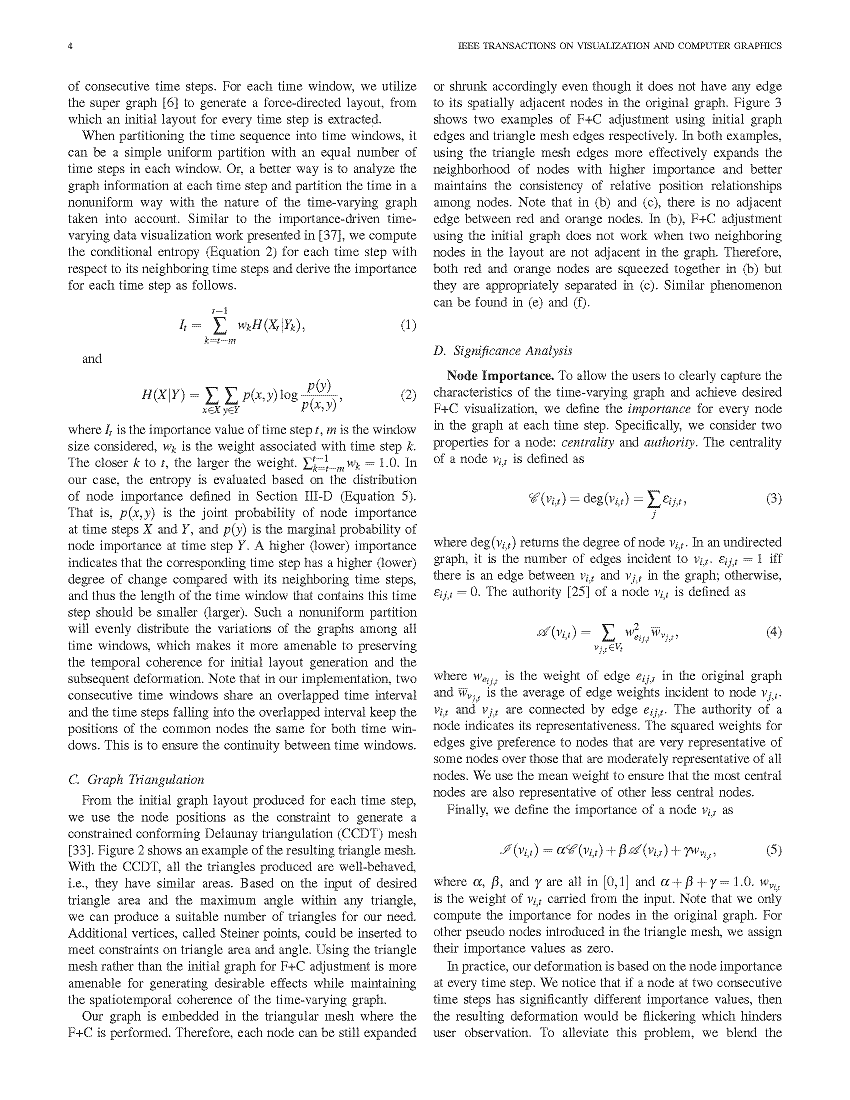 4
IEEE TRANSACTIONS ON VISUALIZATION AND COMPUTER GRAPHICS
of consecutive time steps. For each time window, we utilize
the super graph [6] to generate a force-directed layout, from
which an initial layout for every time step is extracted.
When partitioning the time sequence into time windows, it
can be a simple uniform partition with an equal number of
time steps in each window. Or, a better way is to analyze the
graph information at each time step and partition the time in a
nonuniform way with the nature of the time-varying graph
taken into account. Similar to the importance-driven time-
varying data visualization work presented in [37], we compute
the conditional entropy (Equation 2) for each time step with
respect to its neighboring time steps and derive the importance
for each time step as follows.
I_t = ∑_{k=t−m}^{t−1} w_k H(X_t|Y_k), (1)
and
H(X|Y) = ∑_{x∈X} ∑_{y∈Y} p(x,y) log p(y)/p(x,y), (2)
where I_t is the importance value of time step t, m is the window
size considered, w_k is the weight associated with time step k.
The closer k to t, the larger the weight. ∑_{k=t−m}^{t−1} w_k = 1.0. In
our case, the entropy is evaluated based on the distribution
of node importance defined in Section III-D (Equation 5).
That is, p(x,y) is the joint probability of node importance
at time steps X and Y, and p(y) is the marginal probability of
node importance at time step Y. A higher (lower) importance
indicates that the corresponding time step has a higher (lower)
degree of change compared with its neighboring time steps,
and thus the length of the time window that contains this time
step should be smaller (larger). Such a nonuniform partition
will evenly distribute the variations of the graphs among all
time windows, which makes it more amenable to preserving
the temporal coherence for initial layout generation and the
subsequent deformation. Note that in our implementation, two
consecutive time windows share an overlapped time interval
and the time steps falling into the overlapped interval keep the
positions of the common nodes the same for both time win-
dows. This is to ensure the continuity between time windows.
C. Graph Triangulation
From the initial graph layout produced for each time step,
we use the node positions as the constraint to generate a
constrained conforming Delaunay triangulation (CCDT) mesh
[33]. Figure 2 shows an example of the resulting triangle mesh.
With the CCDT, all the triangles produced are well-behaved,
i.e., they have similar areas. Based on the input of desired
triangle area and the maximum angle within any triangle,
we can produce a suitable number of triangles for our need.
Additional vertices, called Steiner points, could be inserted to
meet constraints on triangle area and angle. Using the triangle
mesh rather than the initial graph for F+C adjustment is more
amenable for generating desirable effects while maintaining
the spatiotemporal coherence of the time-varying graph.
Our graph is embedded in the triangular mesh where the
F+C is performed. Therefore, each node can be still expanded
or shrunk accordingly even though it does not have any edge
to its spatially adjacent nodes in the original graph. Figure 3
shows two examples of F+C adjustment using initial graph
edges and triangle mesh edges respectively. In both examples,
using the triangle mesh edges more effectively expands the
neighborhood of nodes with higher importance and better
maintains the consistency of relative position relationships
among nodes. Note that in (b) and (c), there is no adjacent
edge between red and orange nodes. In (b), F+C adjustment
using the initial graph does not work when two neighboring
nodes in the layout are not adjacent in the graph. Therefore,
both red and orange nodes are squeezed together in (b) but
they are appropriately separated in (c). Similar phenomenon
can be found in (e) and (f).
D. Significance Analysis
Node Importance. To allow the users to clearly capture the
characteristics of the time-varying graph and achieve desired
F+C visualization, we define the importance for every node
in the graph at each time step. Specifically, we consider two
properties for a node: centrality and authority. The centrality
of a node v_{i,t} is defined as
𝒞(v_{i,t}) = deg(v_{i,t}) = ∑_j ε_{ij,t}, (3)
where deg(v_{i,t}) returns the degree of node v_{i,t}. In an undirected
graph, it is the number of edges incident to v_{i,t}. ε_{ij,t} = 1 iff
there is an edge between v_{i,t} and v_{j,t} in the graph; otherwise,
ε_{ij,t} = 0. The authority [25] of a node v_{i,t} is defined as
𝒜(v_{i,t}) = ∑_{v_{j,t}∈V_t} w²_{e_{ij,t}} w̅_{v_{j,t}}, (4)
where w_{e_{ij,t}} is the weight of edge e_{ij,t} in the original graph
and w̅_{v_{j,t}} is the average of edge weights incident to node v_{j,t}.
v_{i,t} and v_{j,t} are connected by edge e_{ij,t}. The authority of a
node indicates its representativeness. The squared weights for
edges give preference to nodes that are very representative of
some nodes over those that are moderately representative of all
nodes. We use the mean weight to ensure that the most central
nodes are also representative of other less central nodes.
Finally, we define the importance of a node v_{i,t} as
ℐ(v_{i,t}) = α𝒞(v_{i,t}) + β𝒜(v_{i,t}) + γw_{v_{i,t}}, (5)
where α, β, and γ are all in [0,1] and α + β + γ = 1.0. w_{v_{i,t}}
is the weight of v_{i,t} carried from the input. Note that we only
compute the importance for nodes in the original graph. For
other pseudo nodes introduced in the triangle mesh, we assign
their importance values as zero.
In practice, our deformation is based on the node importance
at every time step. We notice that if a node at two consecutive
time steps has significantly different importance values, then
the resulting deformation would be flickering which hinders
user observation. To alleviate this problem, we blend the